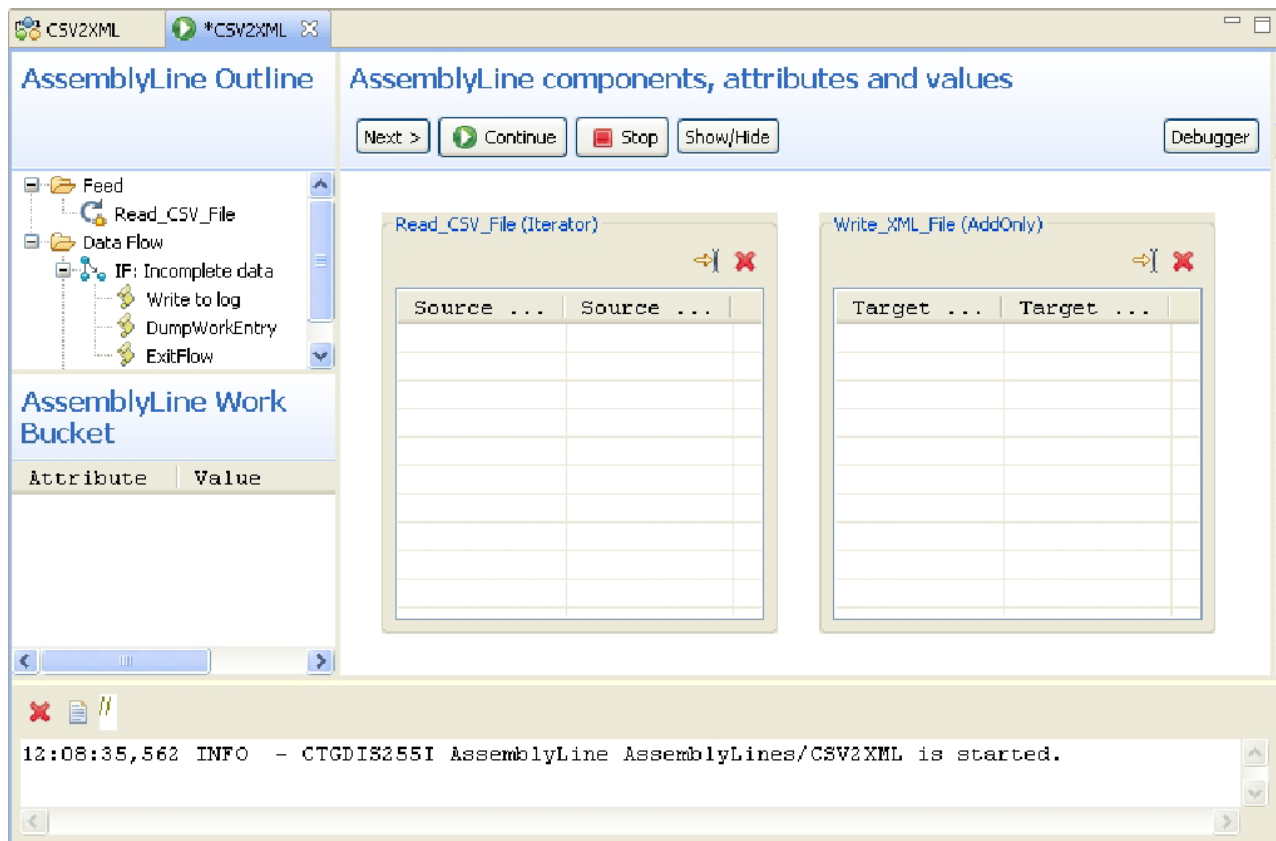 CSV2XML
*CSV2XML
AssemblyLine Outline
AssemblyLine components, attributes and values
Next >
Continue
Stop
Show/Hide
Debugger
Feed
Read_CSV_File
Data Flow
IF: Incomplete data
Write to log
DumpWorkEntry
ExitFlow
Read_CSV_File (Iterator)
Source ... Source ...
Write_XML_File (AddOnly)
Target ... Target ...
AssemblyLine Work
Bucket
Attribute Value
//
12:08:35,562 INFO - CTGDIS255I AssemblyLine AssemblyLines/CSV2XML is started.